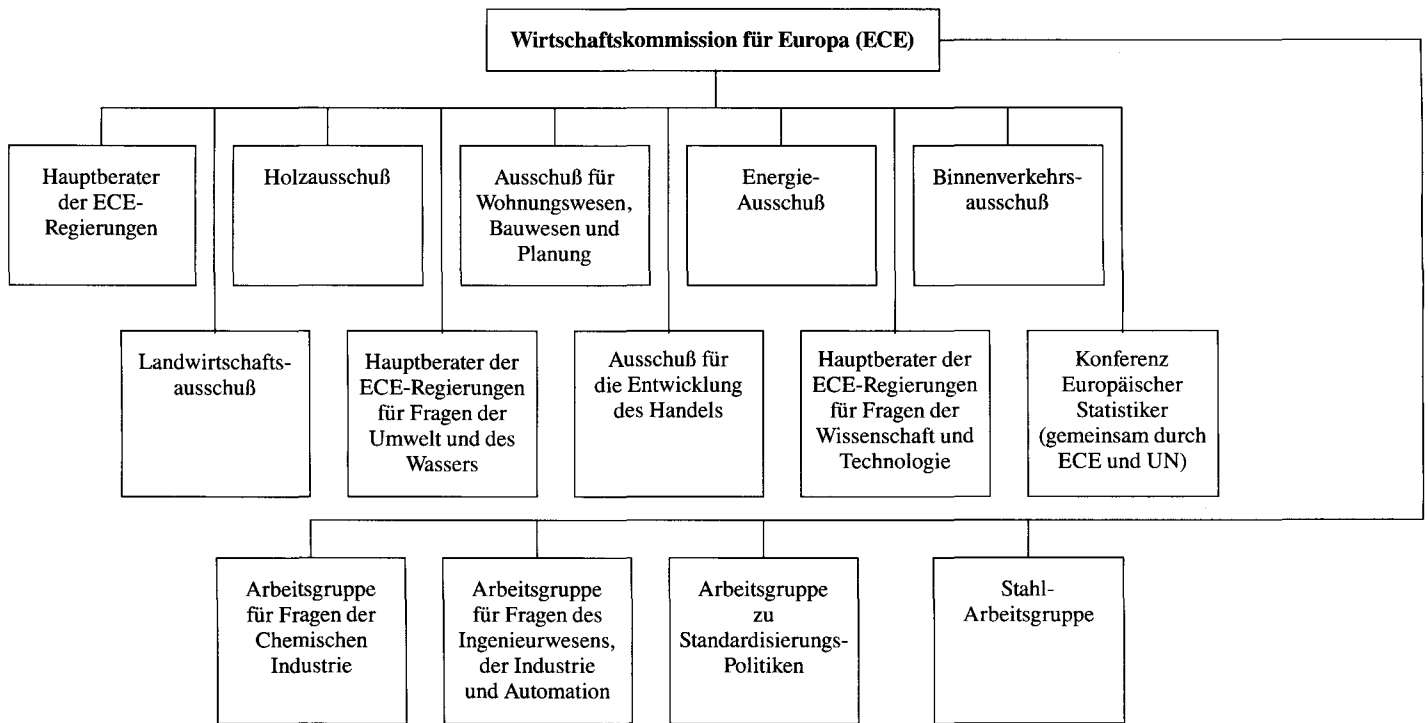 Wirtschaftskommission für Europa (ECE)
Hauptberater
der ECE-
Regierungen
Holzausschuß
Ausschuß für
Wohnungswesen,
Bauwesen und
Planung
Energie-
Ausschuß
Binnenverkehrs-
ausschuß
Landwirtschafts-
ausschuß
Hauptberater der
ECE-Regierungen
für Fragen der
Umwelt und des
Wassers
Ausschuß für
die Entwicklung
des Handels
Hauptberater der
ECE-Regierungen
für Fragen der
Wissenschaft und
Technologie
Konferenz
Europäischer
Statistiker
(gemeinsam durch
ECE und UN)
Arbeitsgruppe
für Fragen der
Chemischen
Industrie
Arbeitsgruppe
für Fragen des
Ingenieurwesens,
der Industrie
und Automation
Arbeitsgruppe
zu
Standardisierungs-
Politiken
Stahl-
Arbeitsgruppe